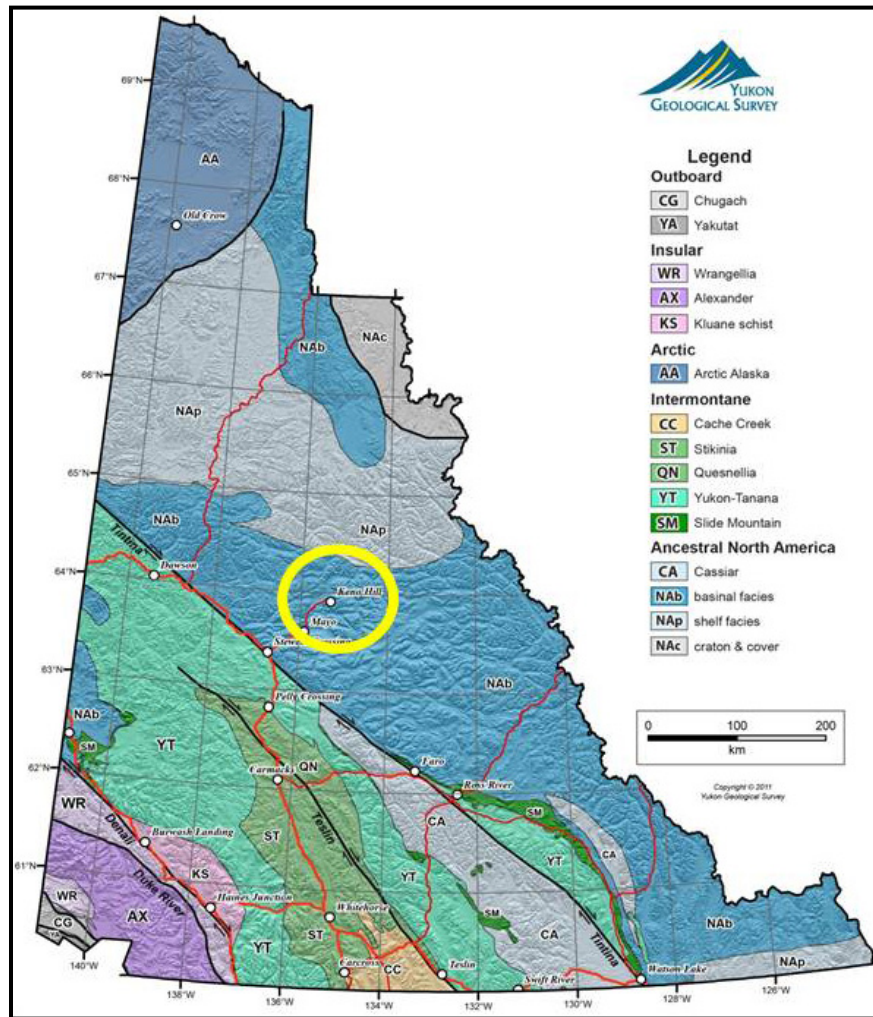 YUKON
GEOLOGICAL SURVEY
Legend
Outboard
CG Chugach
YA Yakutat
Insular
WR Wrangellia
AX Alexander
KS Kluane schist
Arctic
AA Arctic Alaska
Intermontane
CC Cache Creek
ST Stikinia
QN Quesnellia
YT Yukon-Tanana
SM Slide Mountain
Ancestral North America
CA Cassiar
NAb basinal facies
NAp shelf facies
NAc craton & cover
0 100 200
km
Copyright © 2011
Yukon Geological Survey
69°N
AA
68°N
Old Crow
67°N
NAb
NAc
66°N
NAb
NAp
65°N
NAb
NAp
Tintina
64°N
Dawson
Keno Hill
Mayo
63°N
Pelly Crossing
NAb
NAb
SM
YT
62°N
Faro
QN
Carmacks
Ross River
WR
ST
Teslin
SM
CA
CA
Denali
Burwash Landing
YT
61°N
KS
YT
Duke River
Haines Junction
WR
AX
Whitehorse
SM
NAb
CG
YA
YT
ST
CA
Tintina
CC
Carcross
Teslin
Swift River
Watson Lake
NAp
140°W
138°W
136°W
134°W
132°W
130°W
128°W
126°W